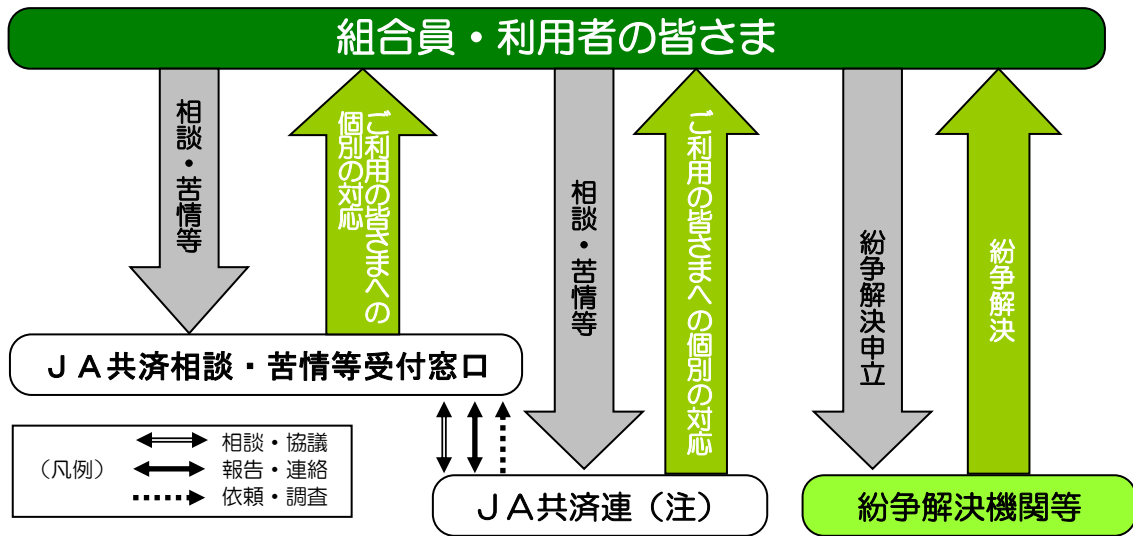 組合員・利用者の皆さま
相談・苦情等
ご利用の皆さまへの
個別の対応
相談・苦情等
ご利用の皆さまへの個別の対応
紛争解決申立
紛争解決
ＪＡ共済相談・苦情等受付窓口
（凡例）
相談・協議
報告・連絡
依頼・調査
ＪＡ共済連（注）
紛争解決機関等